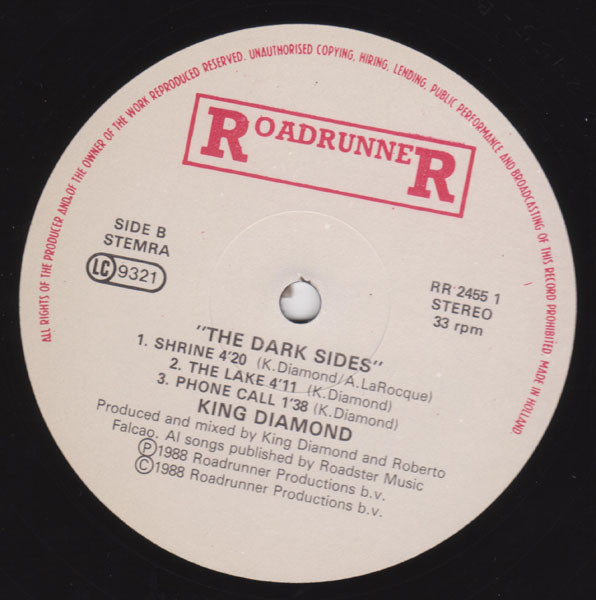 ALL RIGHTS OF THE PRODUCER AND OF THE OWNER OF THE WORK REPRODUCED RESERVED. UNAUTHORISED COPYING, HIRING, LENDING, PUBLIC PERFORMANCE AND BROADCASTING OF THIS RECORD PROHIBITED. MADE IN HOLLAND
ROADRUNNER
SIDE B
STEMRA
LC 9321
RR 2455 1
STEREO
33 rpm
"THE DARK SIDES"
1. SHRINE 4'20 (K.Diamond/A.LaRocque)
2. THE LAKE 4'11 (K.Diamond)
3. PHONE CALL 1'38 (K.Diamond)
KING DIAMOND
Produced and mixed by King Diamond and Roberto
Falcao. Al songs published by Roadster Music
℗1988 Roadrunner Productions b.v.
©1988 Roadrunner Productions b.v.